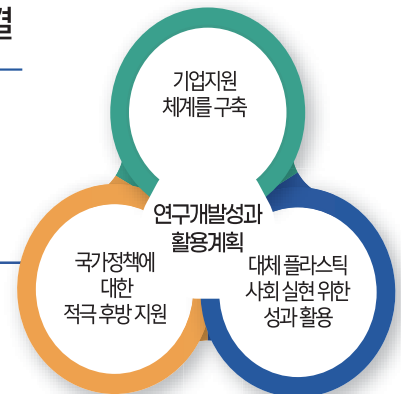 결
기업지원
체계를 구축
연구개발성과
활용계획
국가정책에
대한
적극 후방 지원
대체 플라스틱
사회 실현 위한
성과 활용